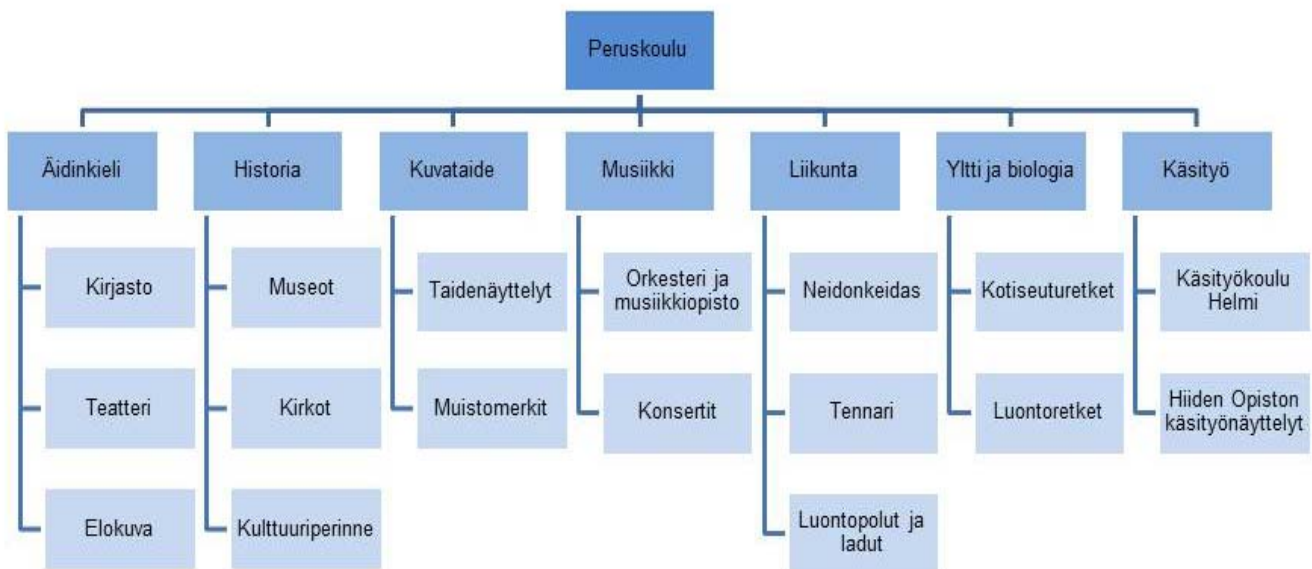 Peruskoulu
Äidinkieli
Kirjasto
Teatteri
Elokuva
Historia
Museot
Kirkot
Kulttuuriperinne
Kuvataide
Taidenäyttelyt
Muistomerkit
Musiikki
Orkesteri ja
musiikkiopisto
Konsertit
Liikunta
Neidonkeidas
Tennari
Luontopolut ja
ladut
Yltti ja biologia
Kotiseuturetket
Luontoretket
Käsityö
Käsityökoulu
Helmi
Hiiden Opiston
käsityönäyttelyt